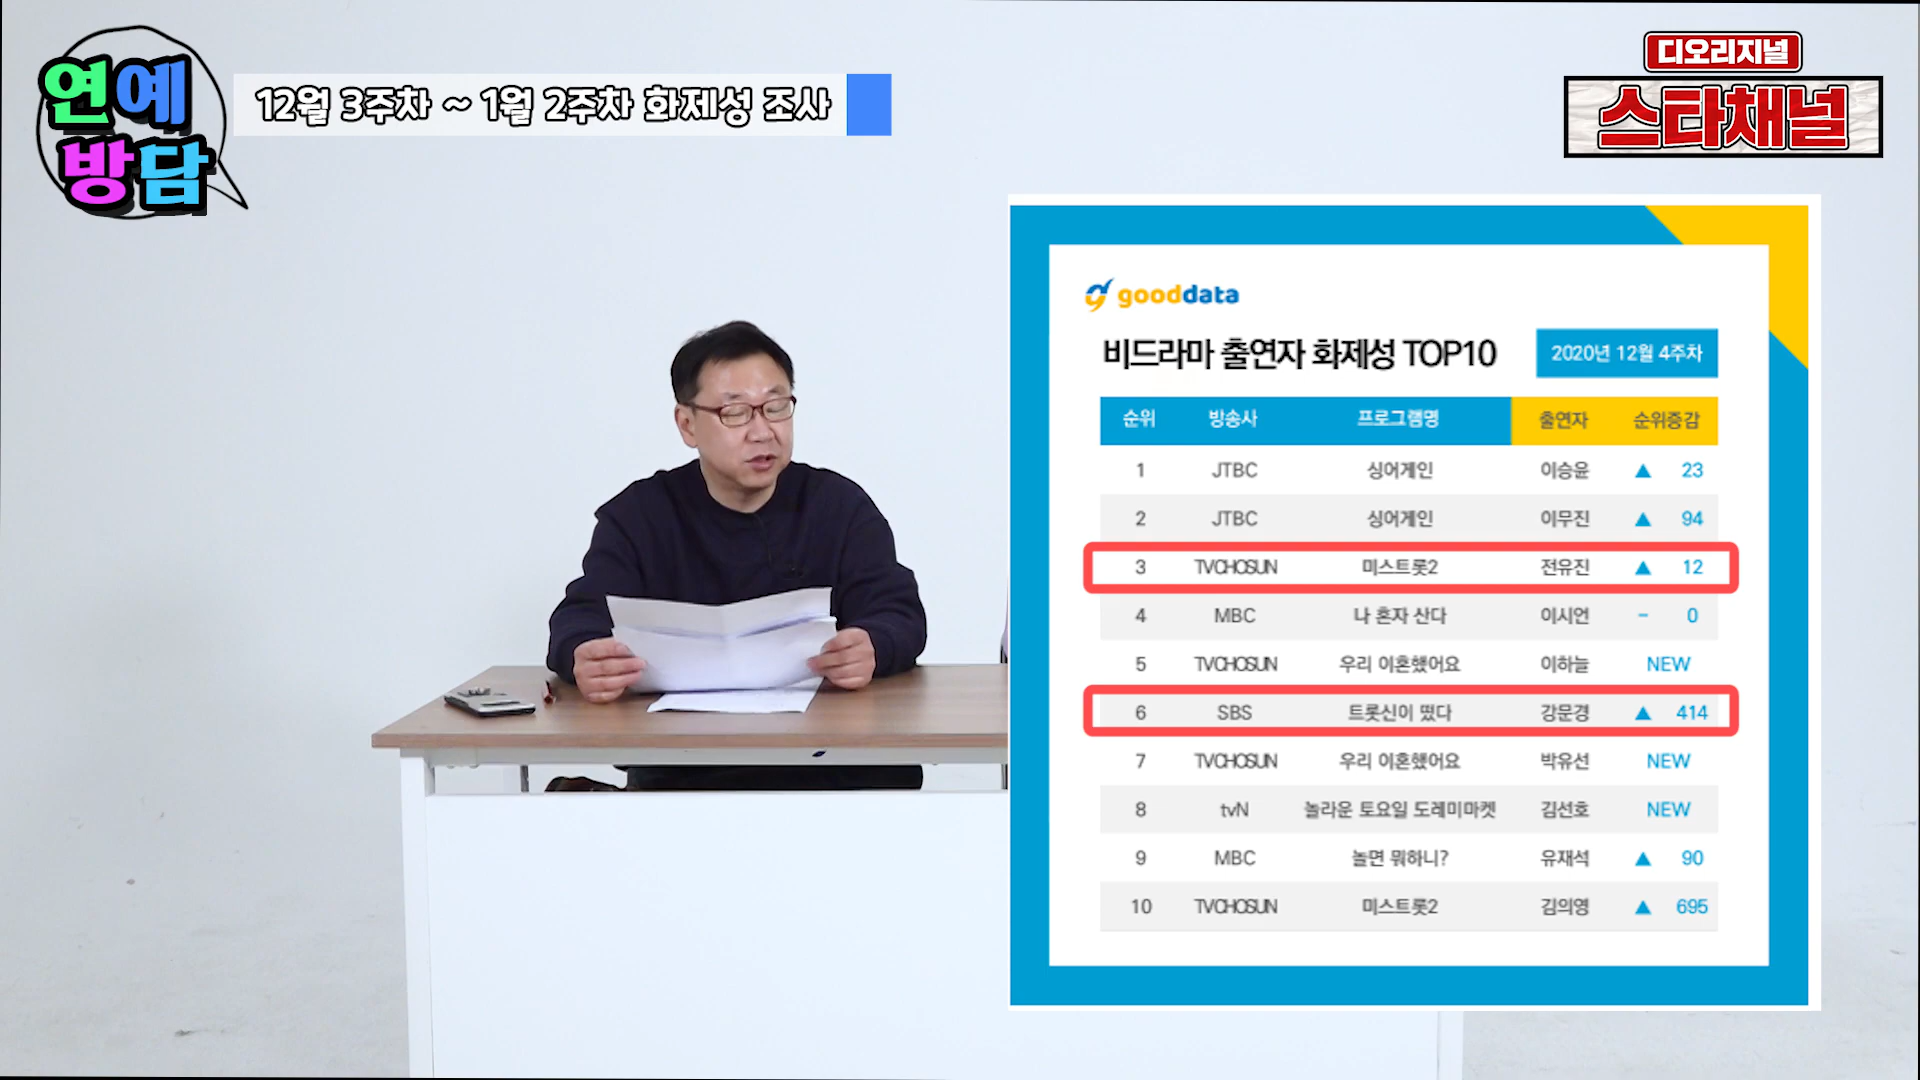 연예
방담
12월 3주차 ~ 1월 2주차 화제성 조사
디오리지널
스타채널
gooddata
비드라마 출연자 화제성 TOP10
2020년 12월 4주차
순위 방송사 프로그램명 출연자 순위증감
1 JTBC 싱어게인 이승윤 ▲ 23
2 JTBC 싱어게인 이무진 ▲ 94
3 TVCHOSUN 미스트롯2 전유진 ▲ 12
4 MBC 나 혼자 산다 이시언 - 0
5 TVCHOSUN 우리 이혼했어요 이하늘 NEW
6 SBS 트롯신이 떴다 강문경 ▲ 414
7 TVCHOSUN 우리 이혼했어요 박유선 NEW
8 tvN 놀라운 토요일 도레미마켓 김선호 NEW
9 MBC 놀면 뭐하니? 유재석 ▲ 90
10 TVCHOSUN 미스트롯2 김의영 ▲ 695